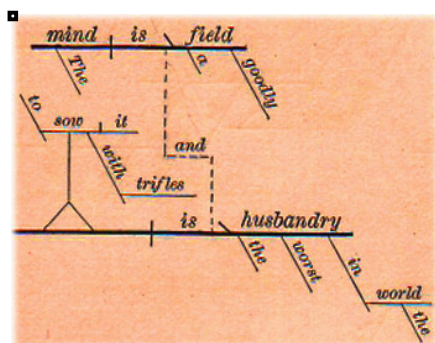 mind is field
The a goodly
to sow it
and
with trifles
is husbandry
the worst in
world
the